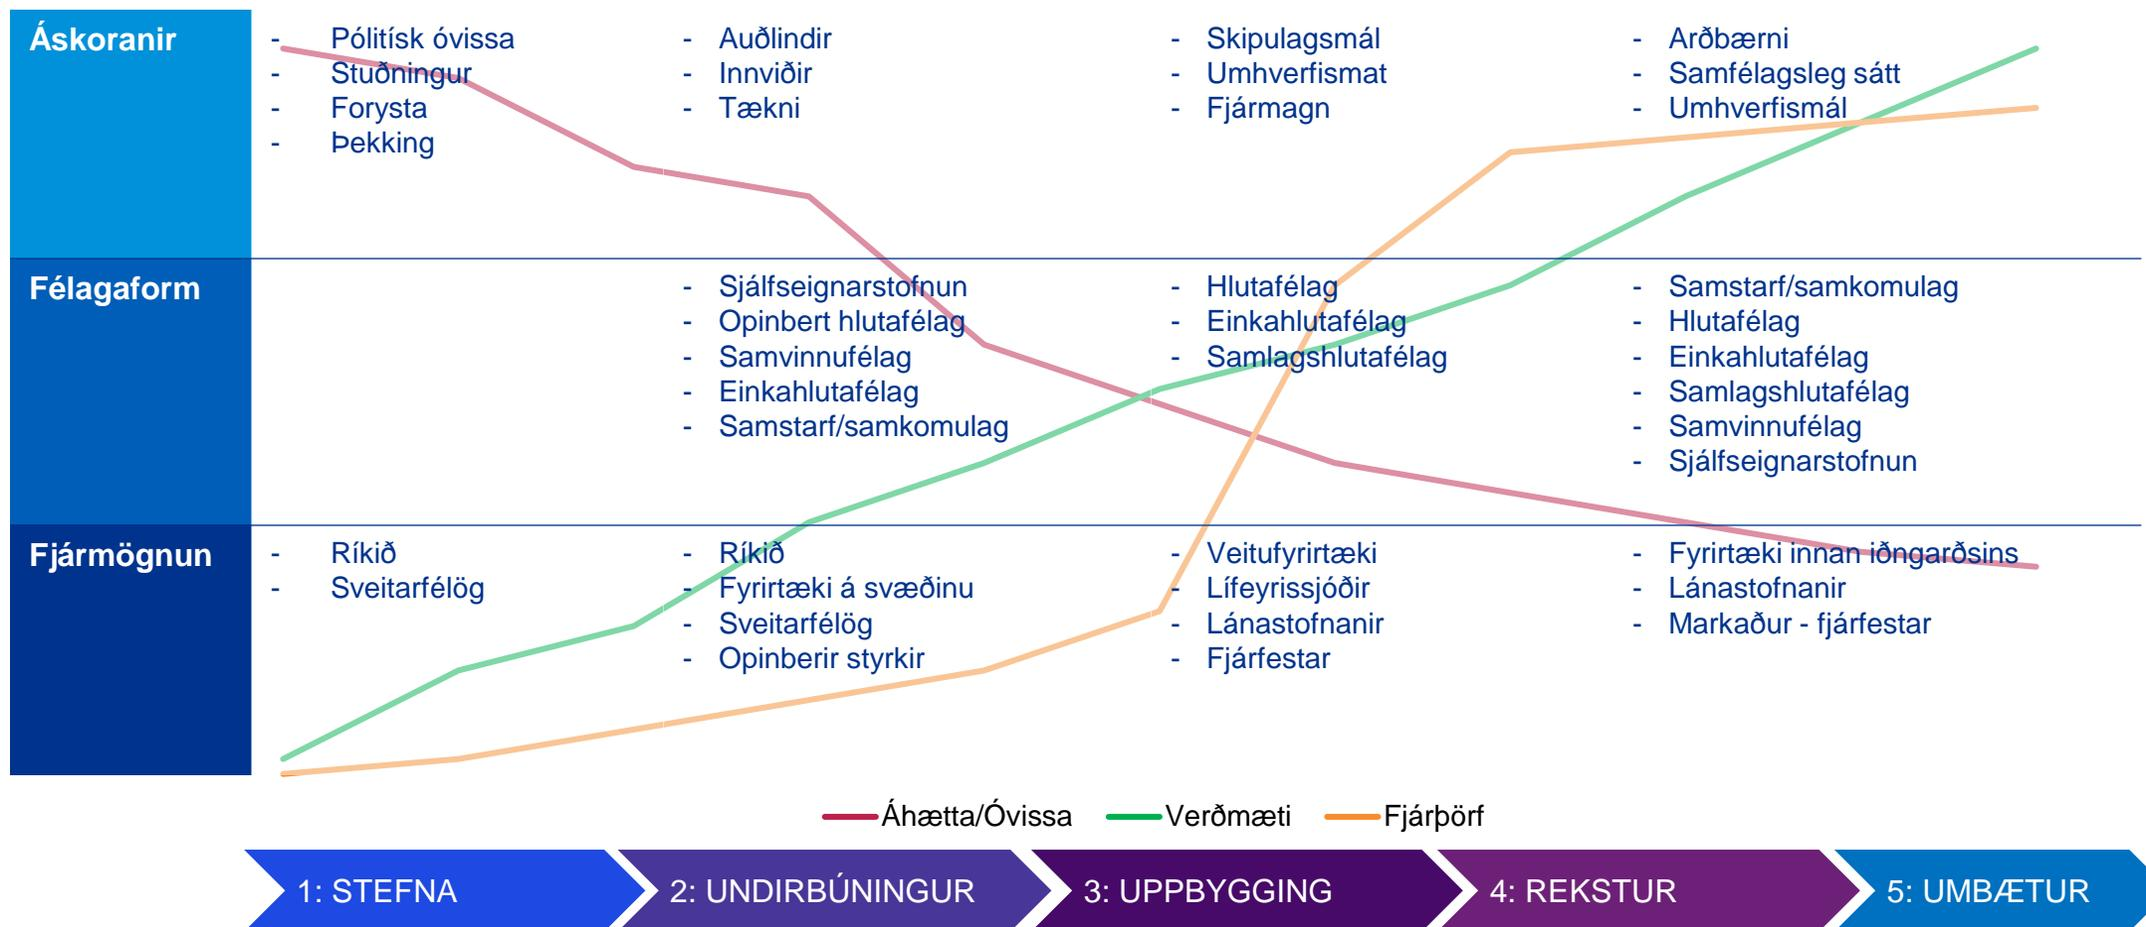 Áskoranir
- Pólitísk óvissa
- Stuðningur
- Forysta
- Þekking
- Auðlindir
- Innviðir
- Tækni
- Skipulagsmál
- Umhverfismat
- Fjármagn
- Arðbærni
- Samfélagsleg sátt
- Umhverfismál
Félagaform
- Sjálfseignarstofnun
- Opinbert hlutafélag
- Samvinnufélag
- Einkahlutafélag
- Samstarf/samkomulag
- Hlutafélag
- Einkahlutafélag
- Samlagshlutafélag
- Samstarf/samkomulag
- Hlutafélag
- Einkahlutafélag
- Samlagshlutafélag
- Samvinnufélag
- Sjálfseignarstofnun
Fjármögnun
- Ríkið
- Sveitarfélög
- Ríkið
- Fyrirtæki á svæðinu
- Sveitarfélög
- Opinberir styrkir
- Veitufyrirtæki
- Lífeyrissjóðir
- Lánastofnanir
- Fjárfestar
- Fyrirtæki innan iðngarðsins
- Lánastofnanir
- Markaður - fjárfestar
Áhætta/Óvissa
Verðmæti
Fjárþörf
1: STEFNA
2: UNDIRBÚNINGUR
3: UPPBYGGING
4: REKSTUR
5: UMBÆTUR